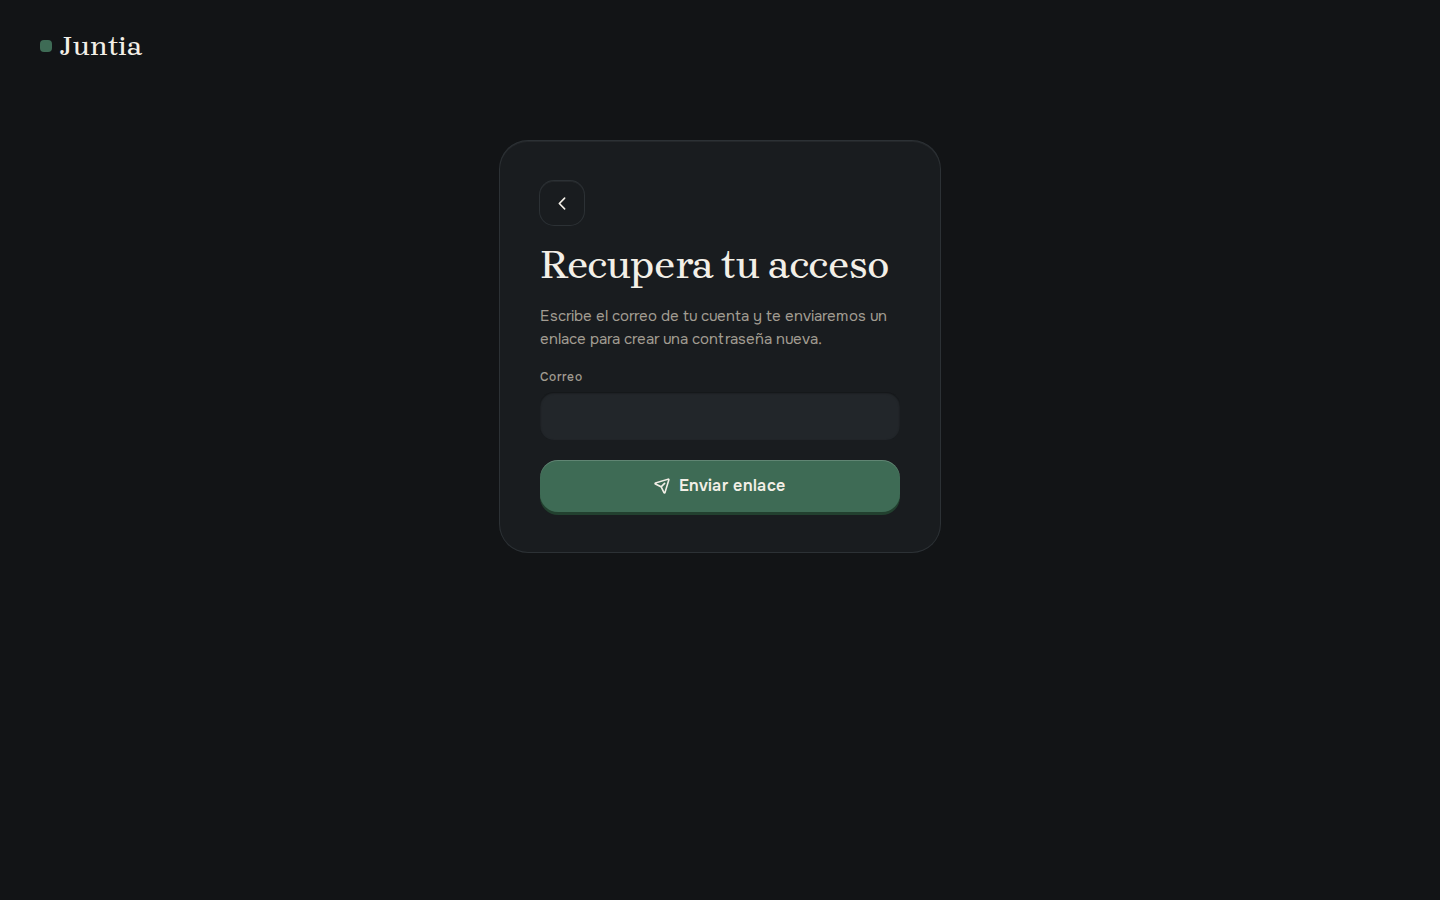 Juntia
Recupera tu acceso
Escribe el correo de tu cuenta y te enviaremos un
enlace para crear una contraseña nueva.
Correo
Enviar enlace